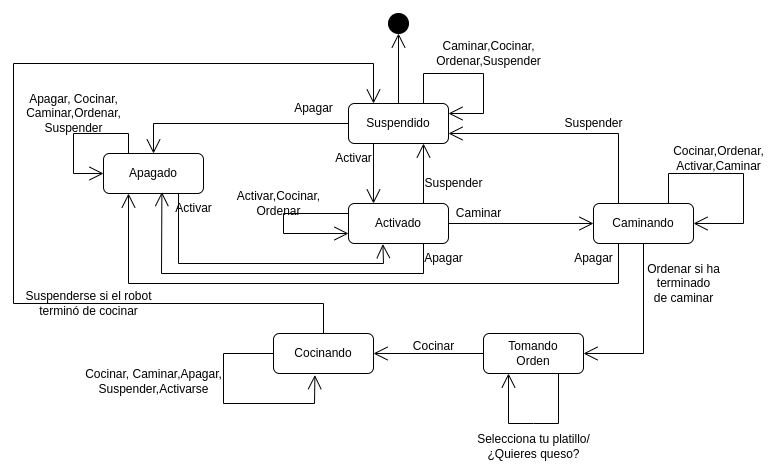 Caminar,Cocinar,
Ordenar,Suspender
Apagar, Cocinar,
Caminar,Ordenar,
Suspender
Apagar
Suspendido
Suspender
Activar
Cocinar,Ordenar,
Activar,Caminar
Apagado
Suspender
Activar,Cocinar,
Ordenar
Activar
Activado
Caminar
Caminando
Apagar
Apagar
Ordenar si ha
terminado
de caminar
Suspenderse si el robot
terminó de cocinar
Cocinando
Cocinar
Tomando
Orden
Cocinar, Caminar,Apagar,
Suspender,Activarse
Selecciona tu platillo/
¿Quieres queso?